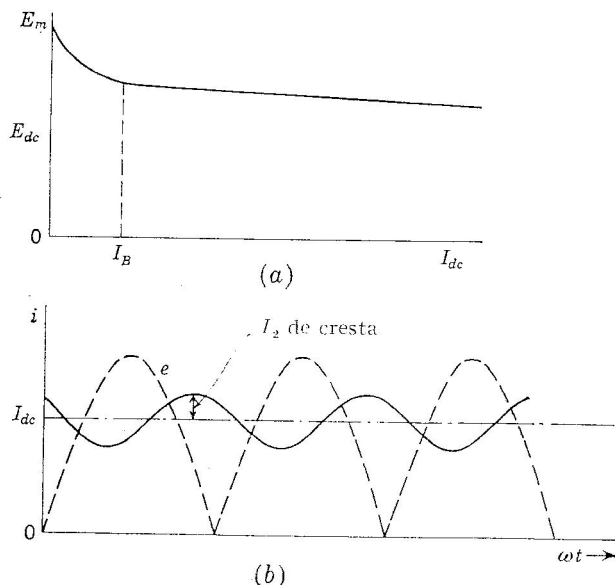 E_m
E_dc
0
I_B
I_dc
(a)
i
I_2 de cresta
e
I_dc
0
ωt
(b)